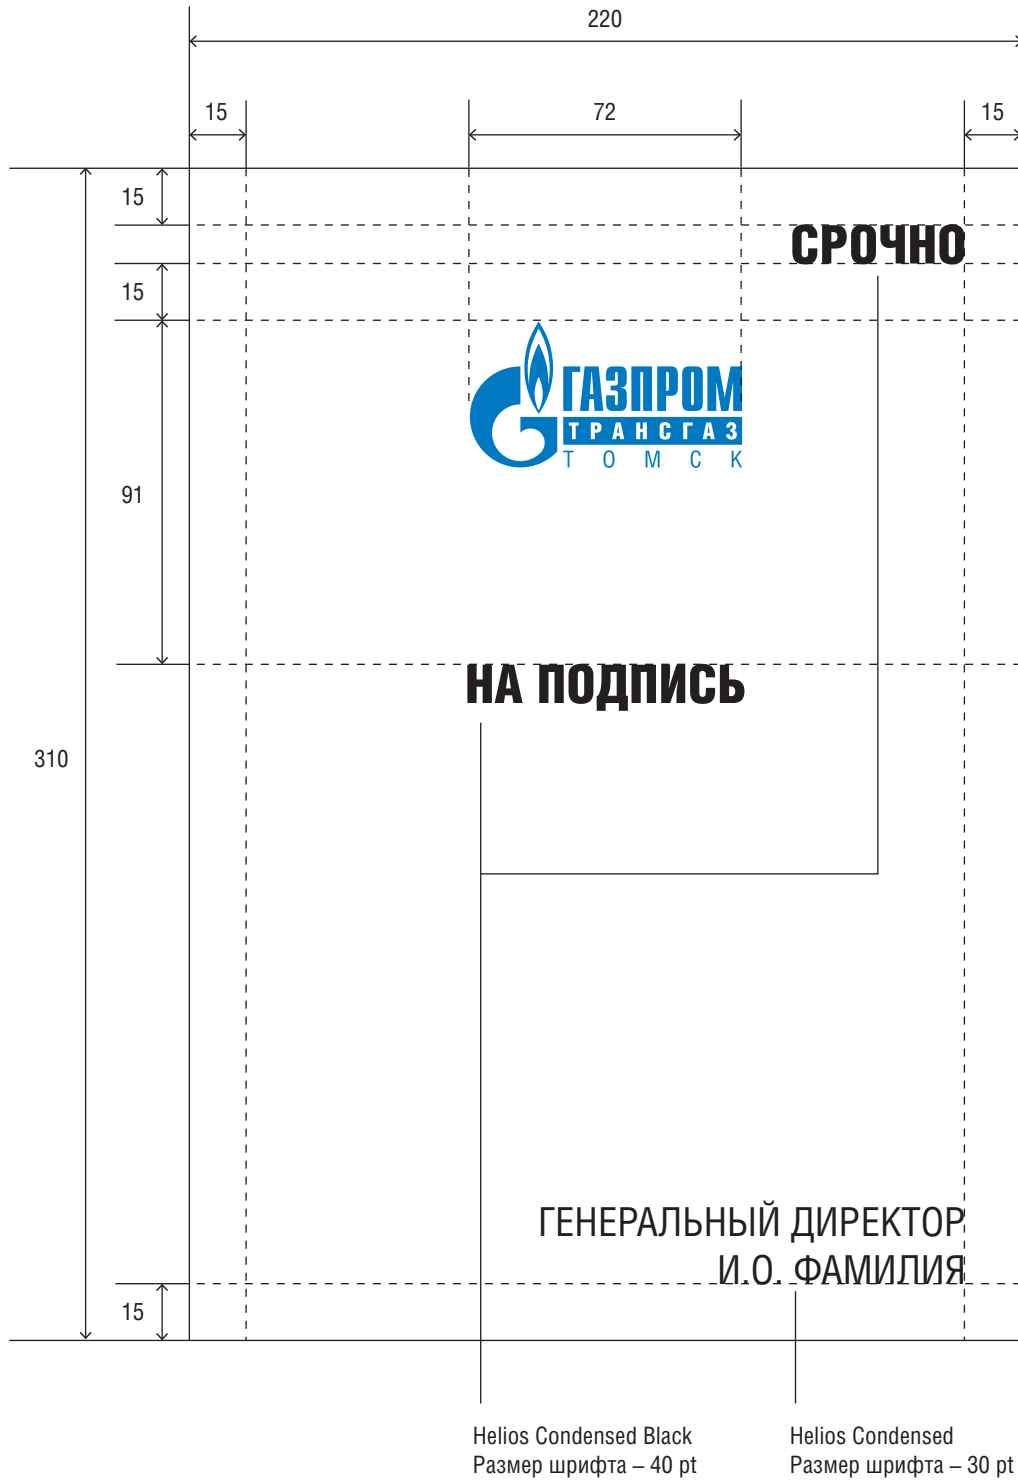 220
15
72
15
15
СРОЧНО
15
ГАЗПРОМ
ТРАНСГАЗ
ТОМСК
91
НА ПОДПИСЬ
310
ГЕНЕРАЛЬНЫЙ ДИРЕКТОР
И.О. ФАМИЛИЯ
15
Helios Condensed Black
Размер шрифта – 40 pt
Helios Condensed
Размер шрифта – 30 pt